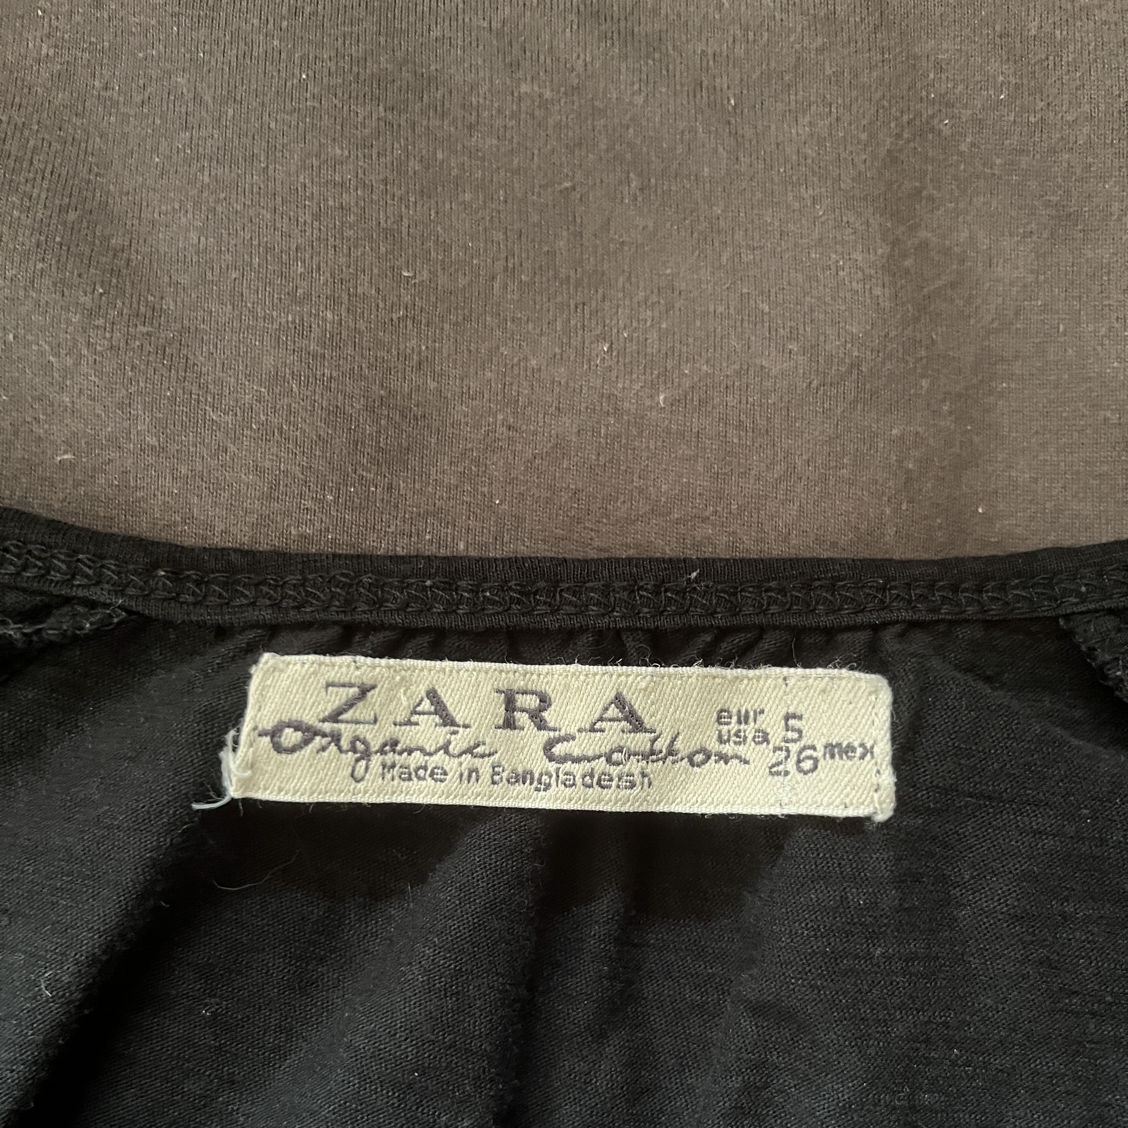 ZARA
Organic Cotton
Made in Bangladesh
eur
usa S
26 mex